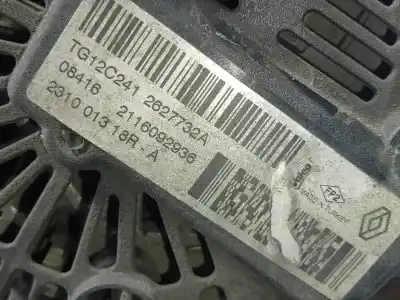 TG12C241 2627732A
08416 2116092936
2310 013 18R - A